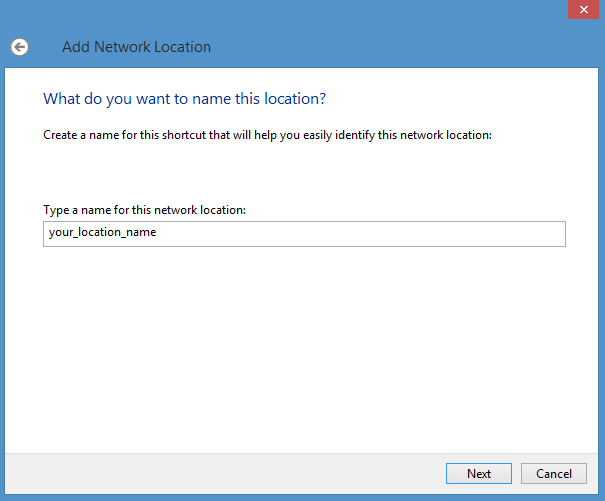 Add Network Location
What do you want to name this location?
Create a name for this shortcut that will help you easily identify this network location:
Type a name for this network location:
your_location_name
Next
Cancel